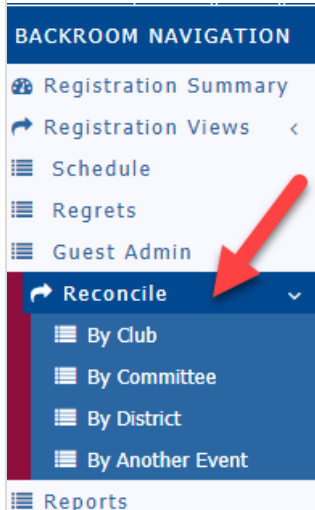 BACKROOM NAVIGATION
Registration Summary
Registration Views
Schedule
Regrets
Guest Admin
Reconcile
By Club
By Committee
By District
By Another Event
Reports